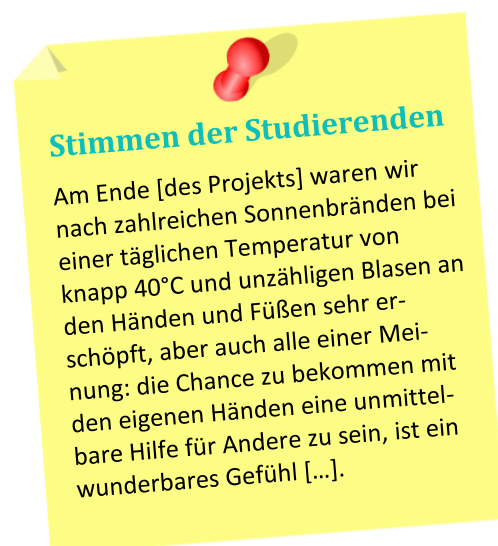 Stimmen der Studierenden
Am Ende [des Projekts] waren wir
nach zahlreichen Sonnenbränden bei
einer täglichen Temperatur von
knapp 40°C und unzähligen Blasen an
den Händen und Füßen sehr er-
schöpft, aber auch alle einer Mei-
nung: die Chance zu bekommen mit
den eigenen Händen eine unmittel-
bare Hilfe für Andere zu sein, ist ein
wunderbares Gefühl […].